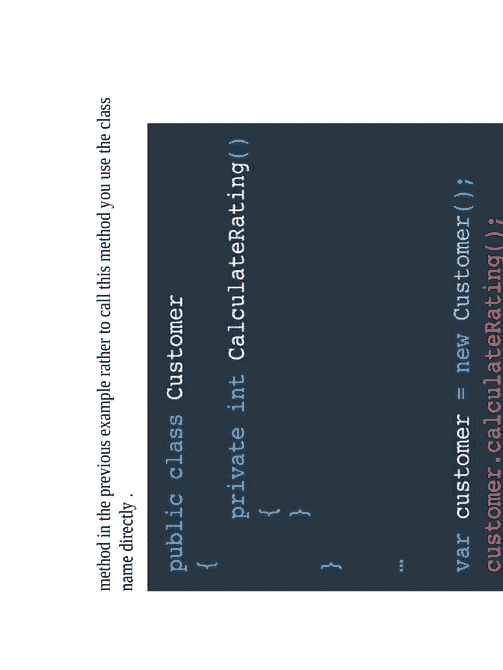 method in the previous example rather to call this method you use the class
name directly .
public class Customer
{
private int CalculateRating()
{
}
}
…
var customer = new Customer();
customer.calculateRating();